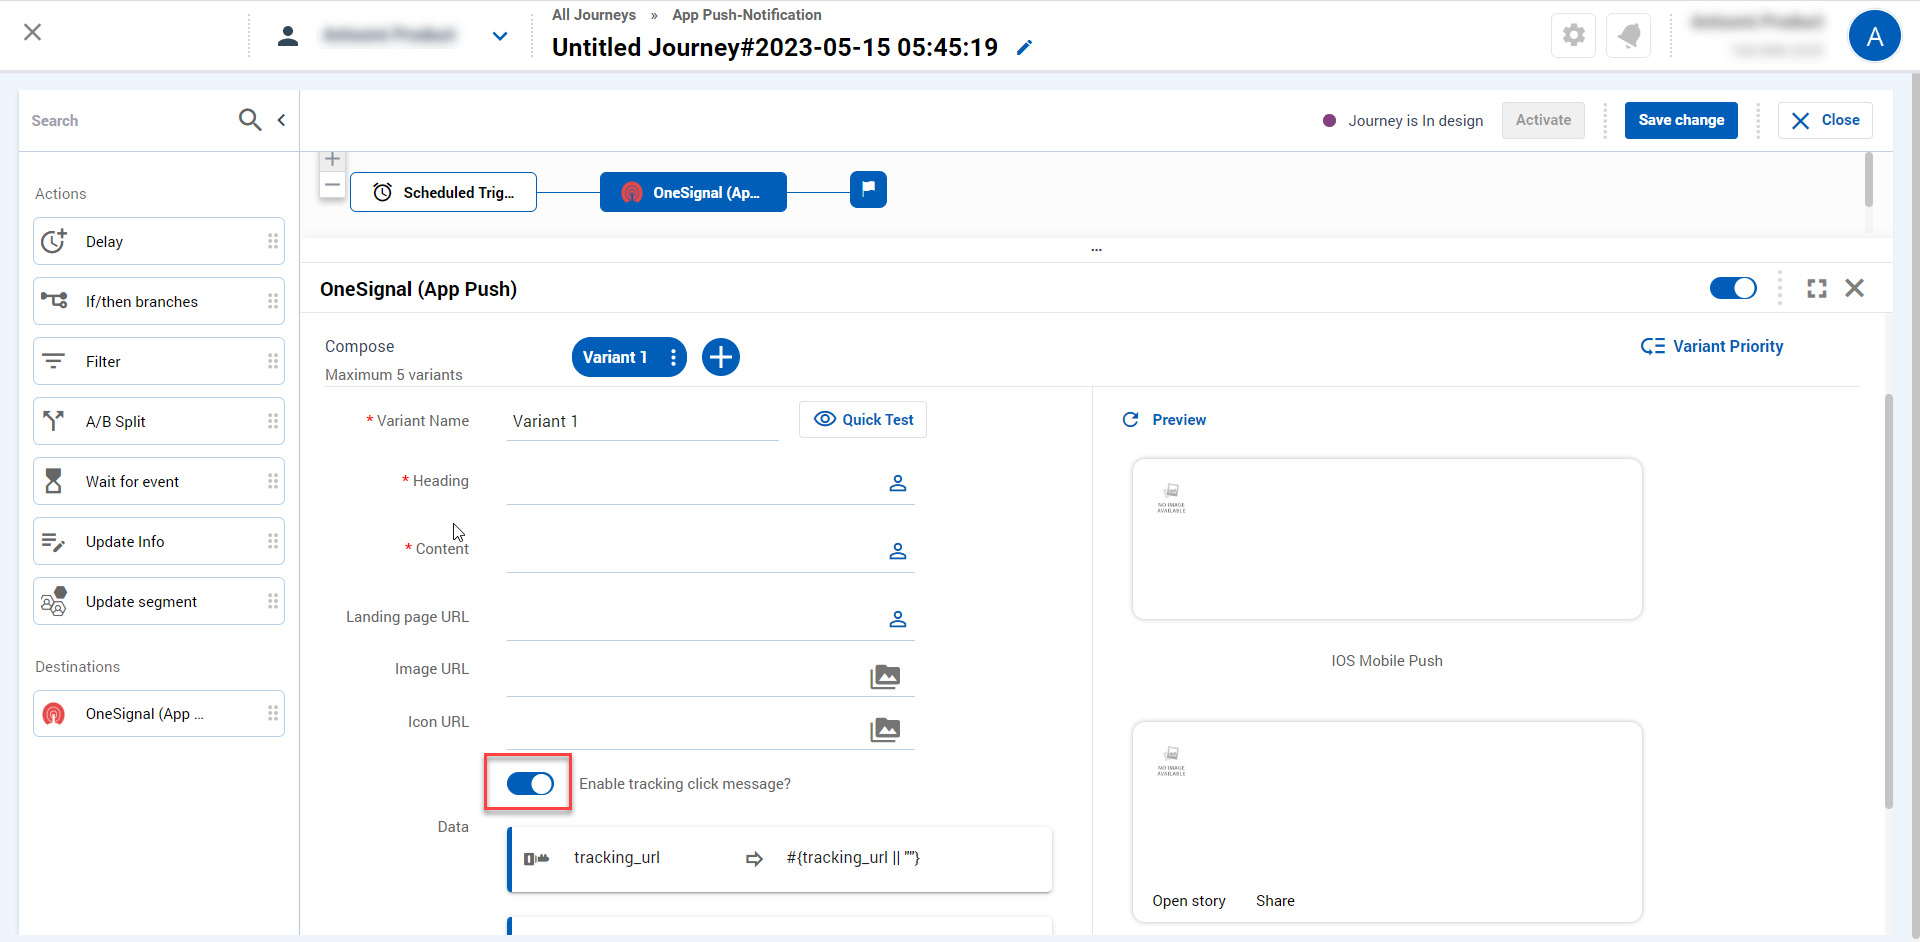 All Journeys » App Push-Notification
Untitled Journey#2023-05-15 05:45:19
A
Search
Journey is In design
Activate
Save change
Close
Actions
Delay
If/then branches
Filter
A/B Split
Wait for event
Update Info
Update segment
Destinations
OneSignal (App ...
Scheduled Trig...
OneSignal (Ap...
...
OneSignal (App Push)
Compose
Maximum 5 variants
Variant 1
Variant Priority
* Variant Name
Variant 1
Quick Test
* Heading
* Content
Landing page URL
Image URL
Icon URL
Enable tracking click message?
Data
tracking_url
#{tracking_url || ""}
Preview
NO IMAGE
AVAILABLE
IOS Mobile Push
NO IMAGE
AVAILABLE
Open story Share